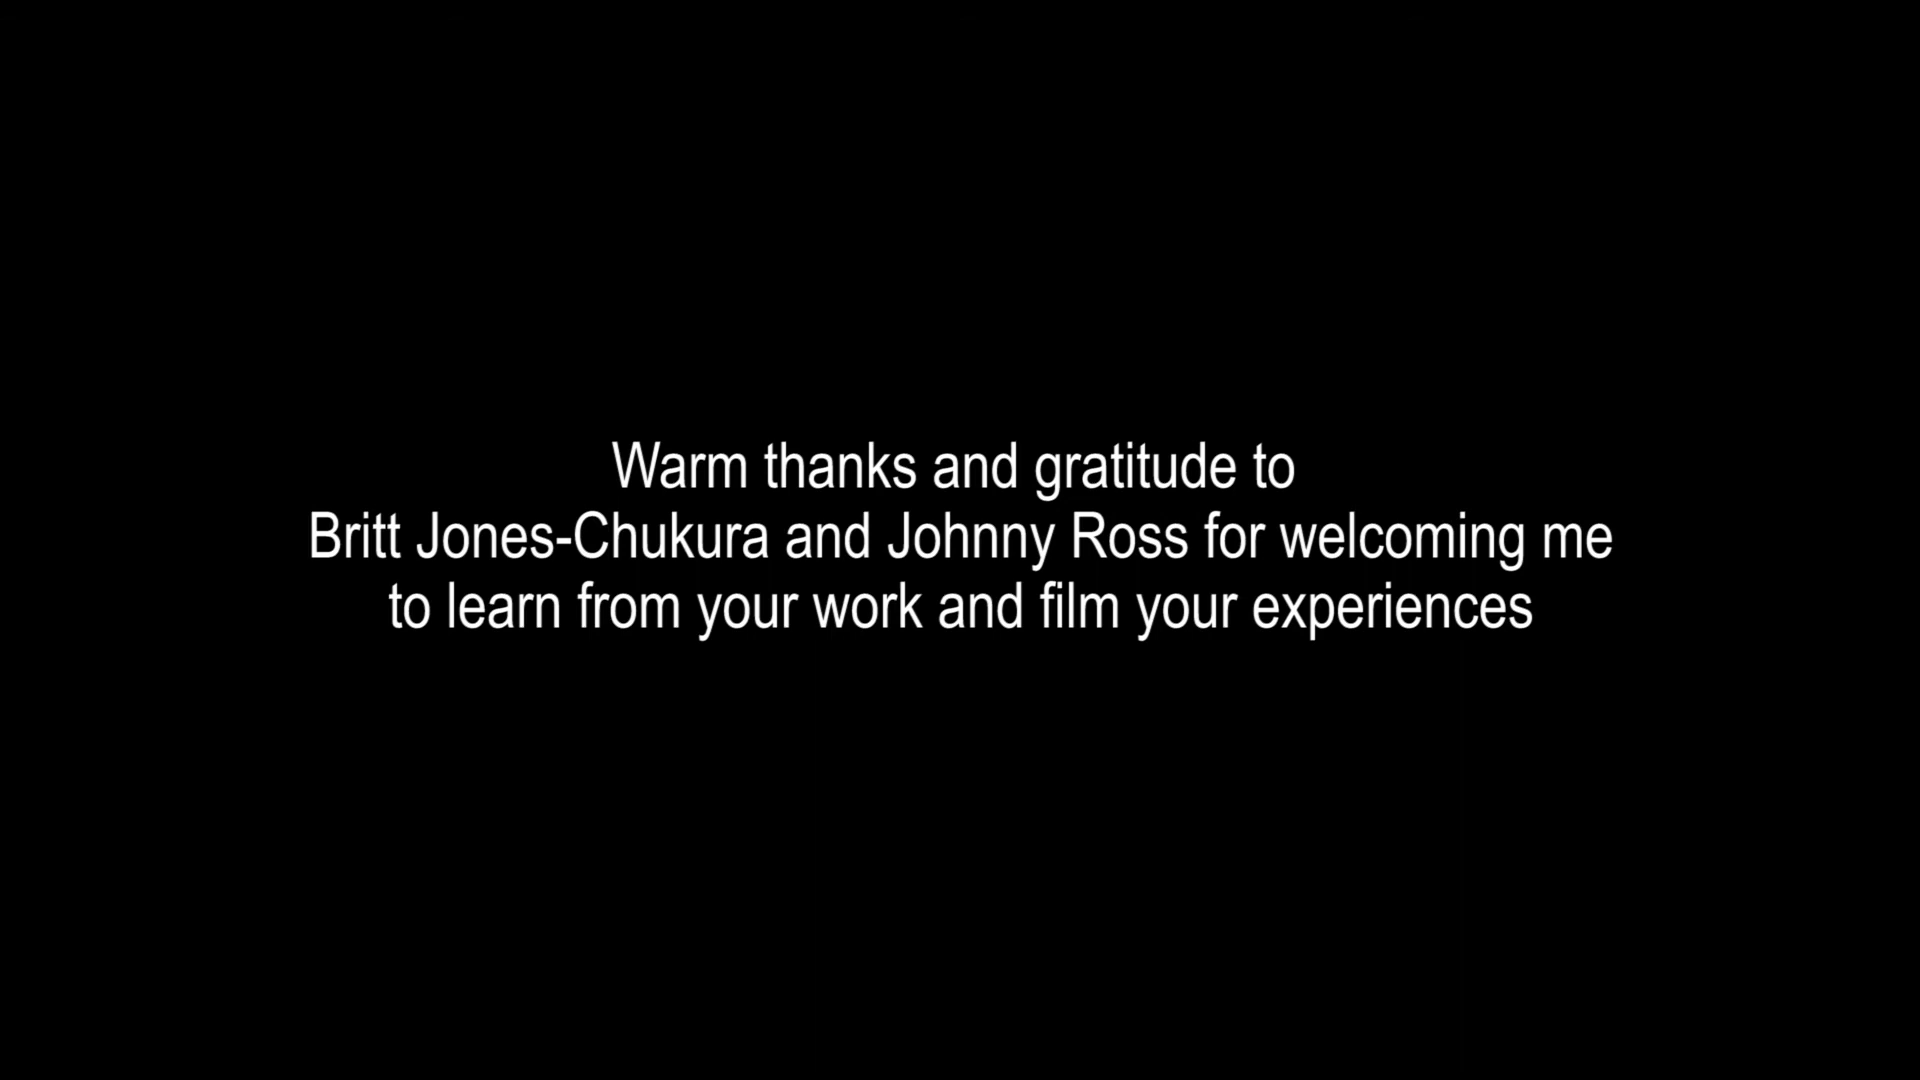 Warm thanks and gratitude to
Britt Jones-Chukura and Johnny Ross for welcoming me
to learn from your work and film your experiences